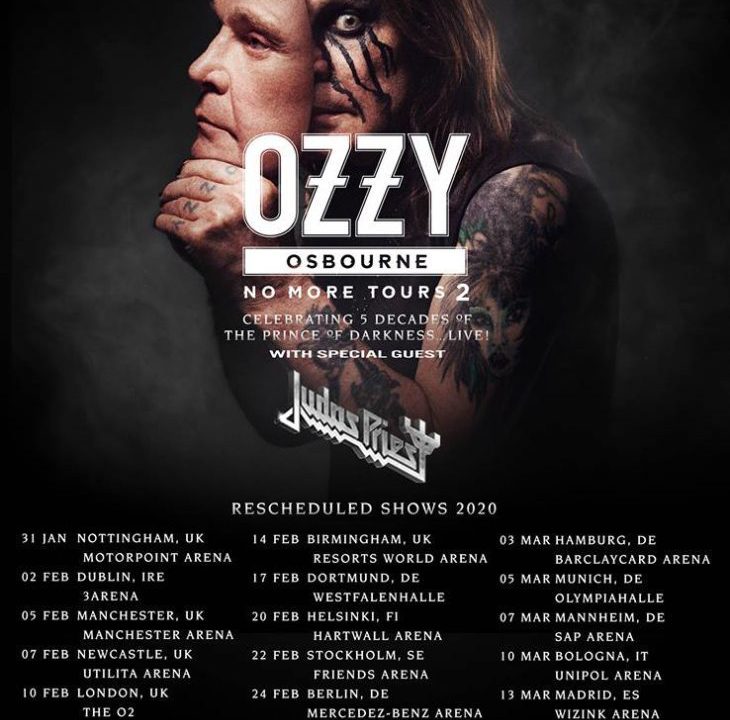 OZZY
OSBOURNE
NO MORE TOURS 2
CELEBRATING 5 DECADES OF
THE PRINCE OF DARKNESS...LIVE!
WITH SPECIAL GUEST
Judas Priest
RESCHEDULED SHOWS 2020
31 JAN NOTTINGHAM, UK
MOTORPOINT ARENA
02 FEB DUBLIN, IRE
3ARENA
05 FEB MANCHESTER, UK
MANCHESTER ARENA
07 FEB NEWCASTLE, UK
UTILITA ARENA
10 FEB LONDON, UK
THE O2
14 FEB BIRMINGHAM, UK
RESORTS WORLD ARENA
17 FEB DORTMUND, DE
WESTFALENHALLE
20 FEB HELSINKI, FI
HARTWALL ARENA
22 FEB STOCKHOLM, SE
FRIENDS ARENA
24 FEB BERLIN, DE
MERCEDEZ-BENZ ARENA
03 MAR HAMBURG, DE
BARCLAYCARD ARENA
05 MAR MUNICH, DE
OLYMPIAHALLE
07 MAR MANNHEIM, DE
SAP ARENA
10 MAR BOLOGNA, IT
UNIPOL ARENA
13 MAR MADRID, ES
WIZINK ARENA